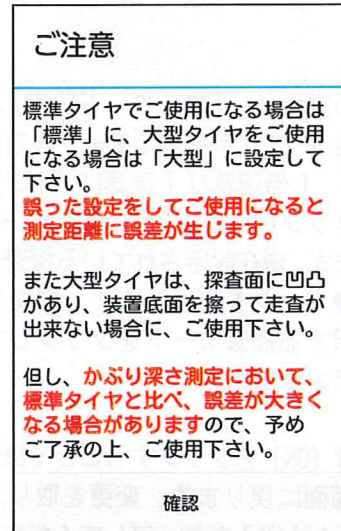 ご注意
標準タイヤでご使用になる場合は
「標準」に、大型タイヤをご使用
になる場合は「大型」に設定して
下さい。
誤った設定をしてご使用になると
測定距離に誤差が生じます。
また大型タイヤは、探査面に凹凸
があり、装置底面を擦って走査が
出来ない場合に、ご使用下さい。
但し、かぶり深さ測定において、
標準タイヤと比べ、誤差が大きく
なる場合がありますので、予め
ご了承の上、ご使用下さい。
確認